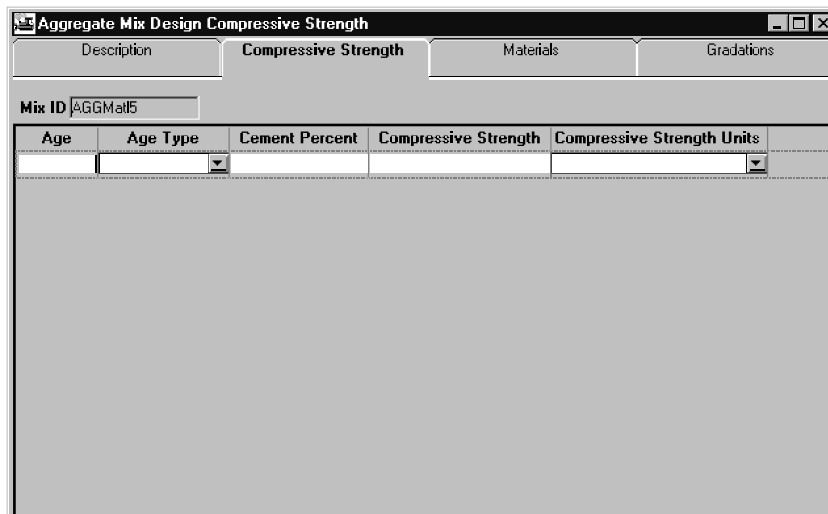 Aggregate Mix Design Compressive Strength
Description Compressive Strength Materials Gradations
Mix ID AGGMatl5
Age Age Type Cement Percent Compressive Strength Compressive Strength Units